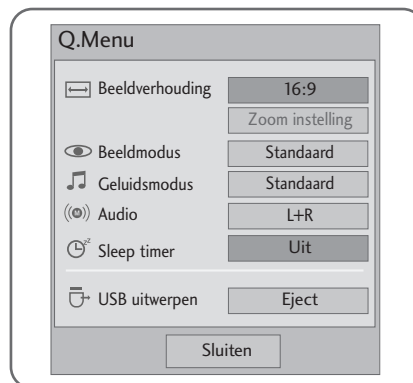 Q.Menu
Beeldverhouding 16:9
Zoom instelling
Beeldmodus Standaard
Geluidsmodus Standaard
Audio L+R
Sleep timer Uit
USB uitwerpen Eject
Sluiten